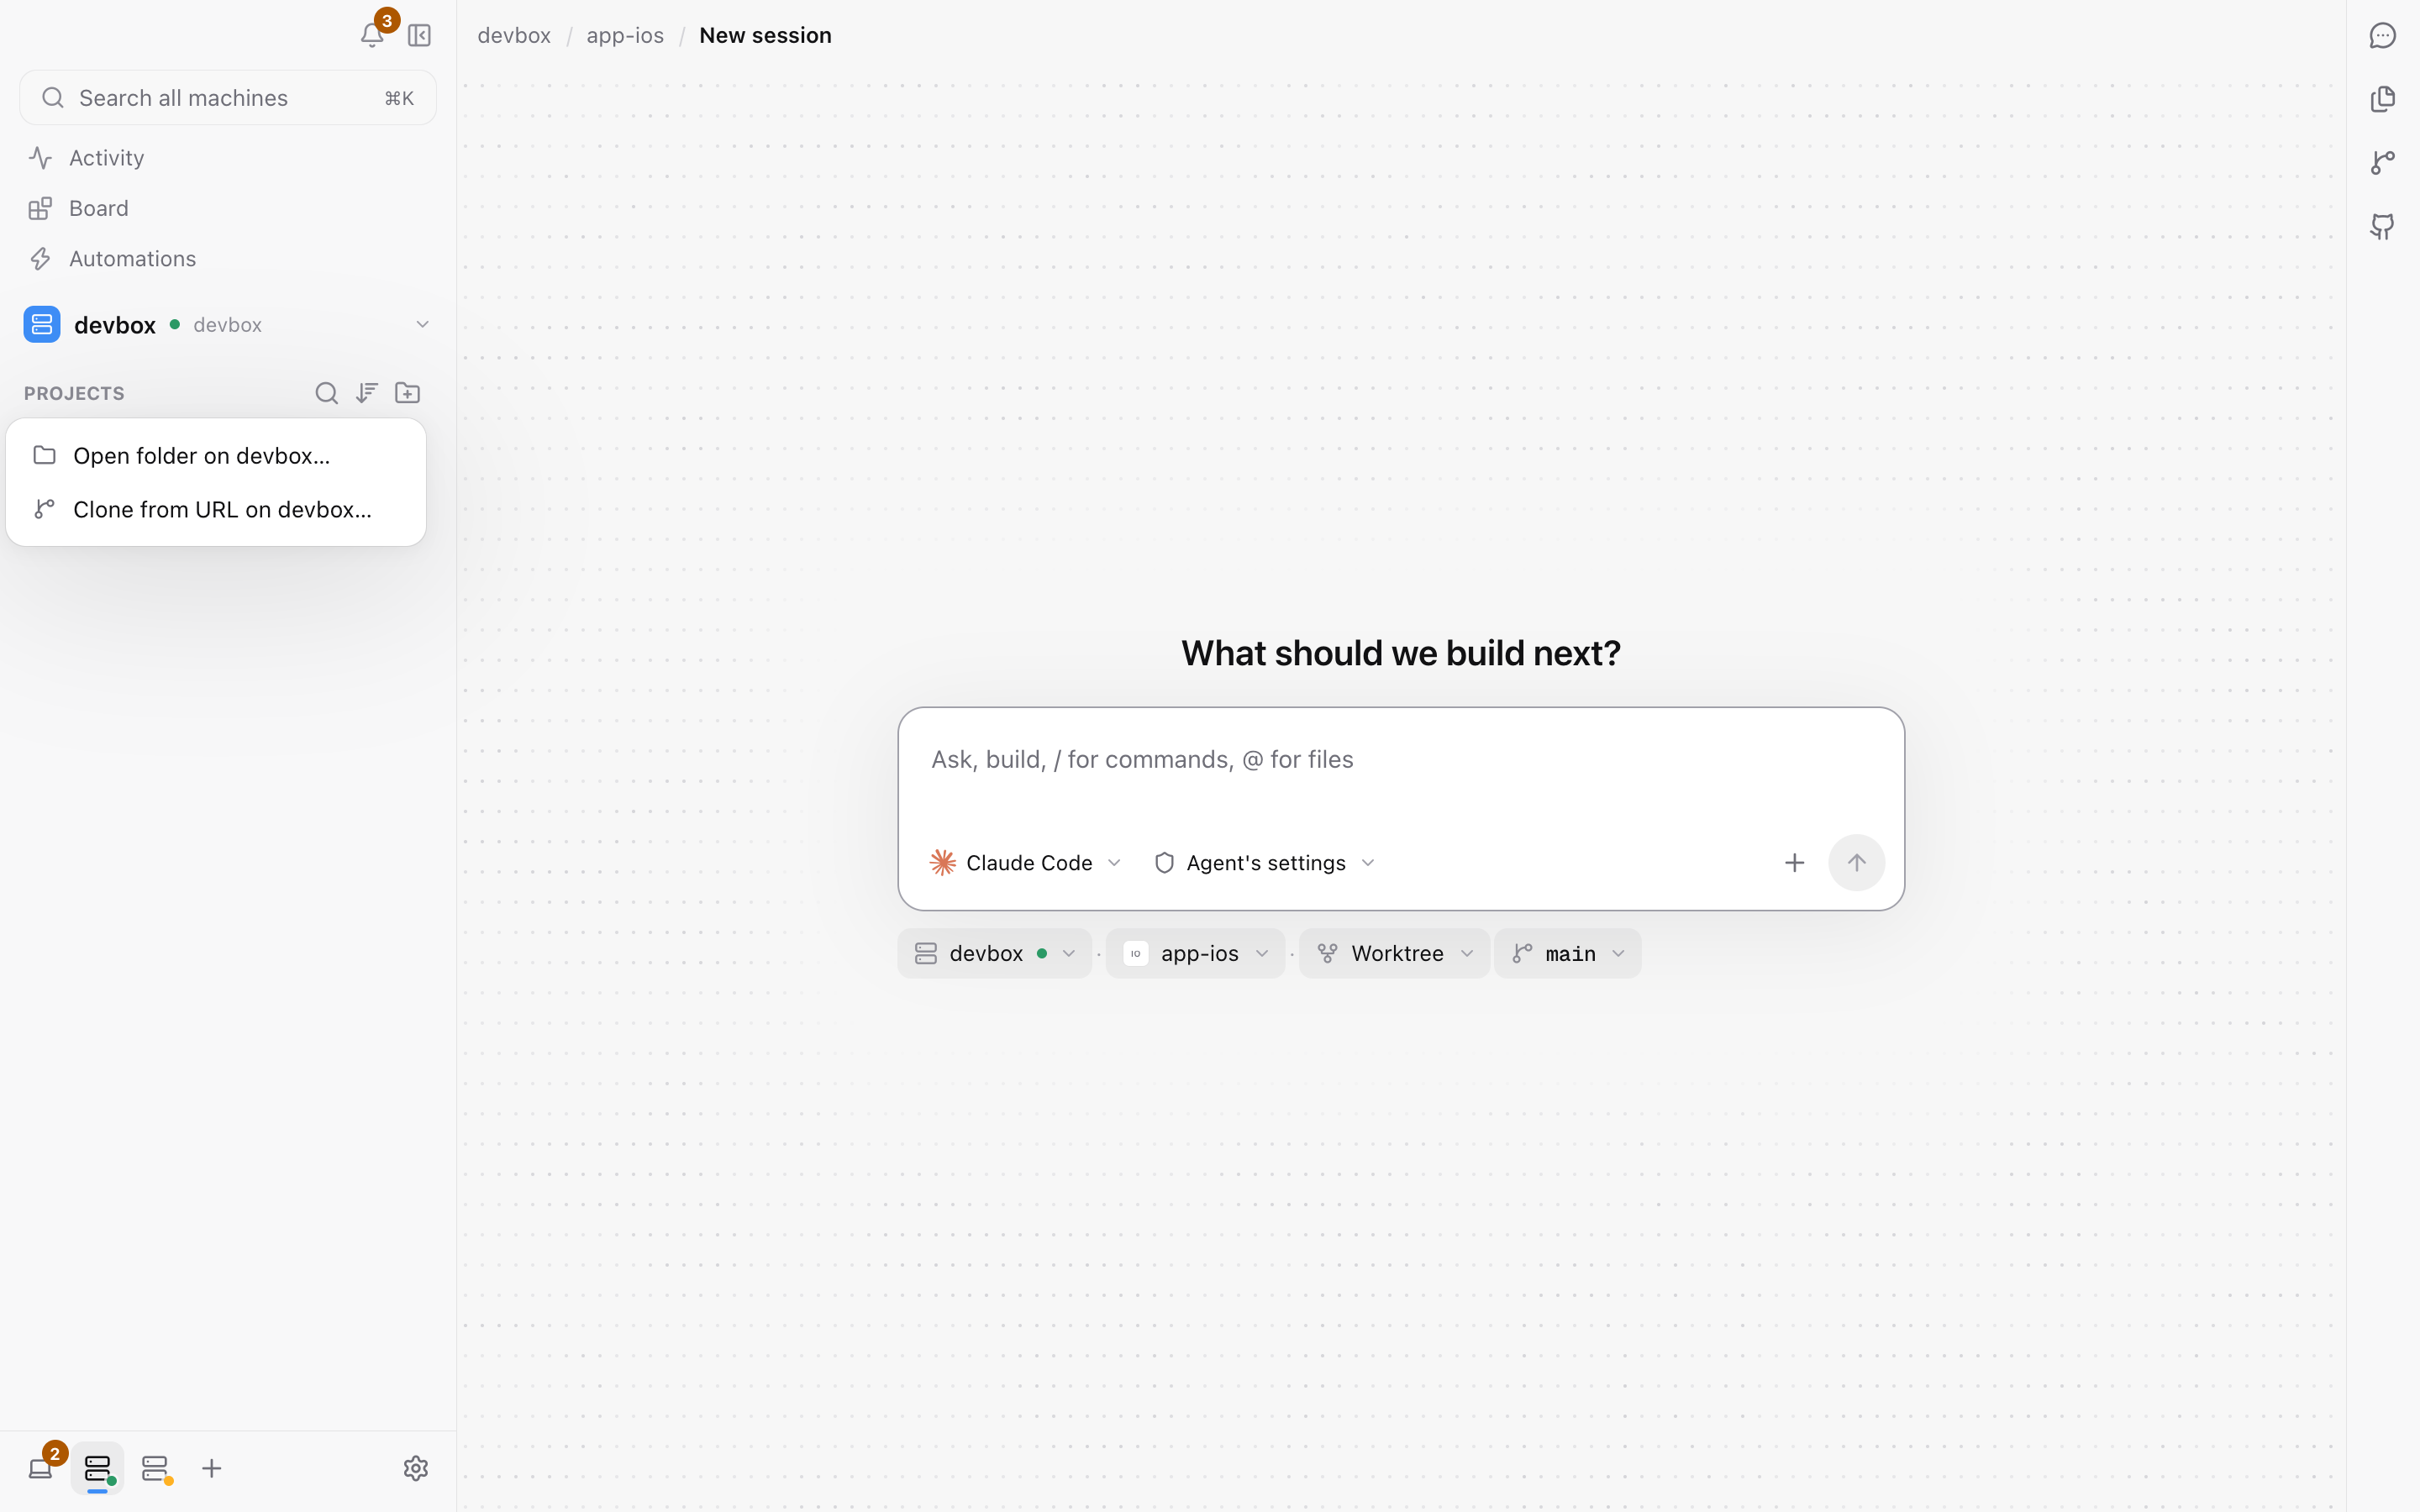 3
devbox / app-ios / New session
Search all machines ⌘K
Activity
Board
Automations
devbox devbox
PROJECTS
Open folder on devbox...
Clone from URL on devbox...
What should we build next?
Ask, build, / for commands, @ for files
Claude Code Agent's settings
devbox · IO app-ios · Worktree main
2